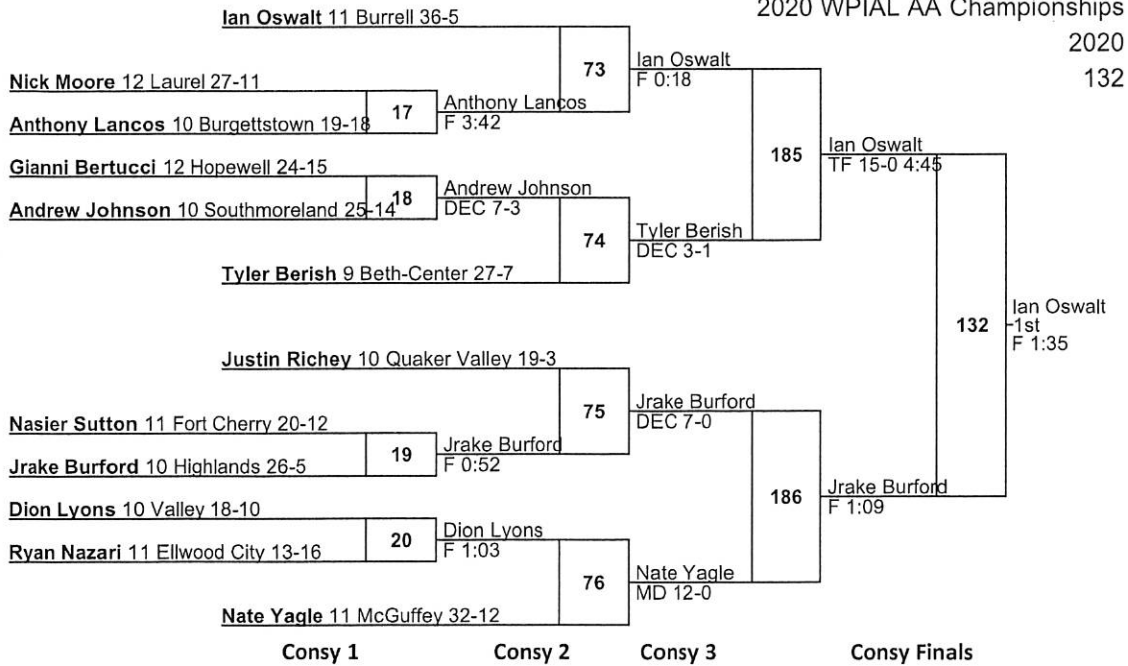 2020 WPIAL AA Championships
2020
132
Ian Oswalt 11 Burrell 36-5
73
Ian Oswalt
F 0:18
Nick Moore 12 Laurel 27-11
17
Anthony Lancos
F 3:42
Anthony Lancos 10 Burgettstown 19-18
185
Ian Oswalt
TF 15-0 4:45
Gianni Bertucci 12 Hopewell 24-15
18
Andrew Johnson
DEC 7-3
Andrew Johnson 10 Southmoreland 25-14
74
Tyler Berish
DEC 3-1
Tyler Berish 9 Beth-Center 27-7
132
Ian Oswalt
1st
F 1:35
Justin Richey 10 Quaker Valley 19-3
75
Jrake Burford
DEC 7-0
Nasier Sutton 11 Fort Cherry 20-12
19
Jrake Burford
F 0:52
Jrake Burford 10 Highlands 26-5
186
Jrake Burford
F 1:09
Dion Lyons 10 Valley 18-10
20
Dion Lyons
F 1:03
Ryan Nazari 11 Ellwood City 13-16
76
Nate Yagle
MD 12-0
Nate Yagle 11 McGuffey 32-12
Consy 1 Consy 2 Consy 3 Consy Finals